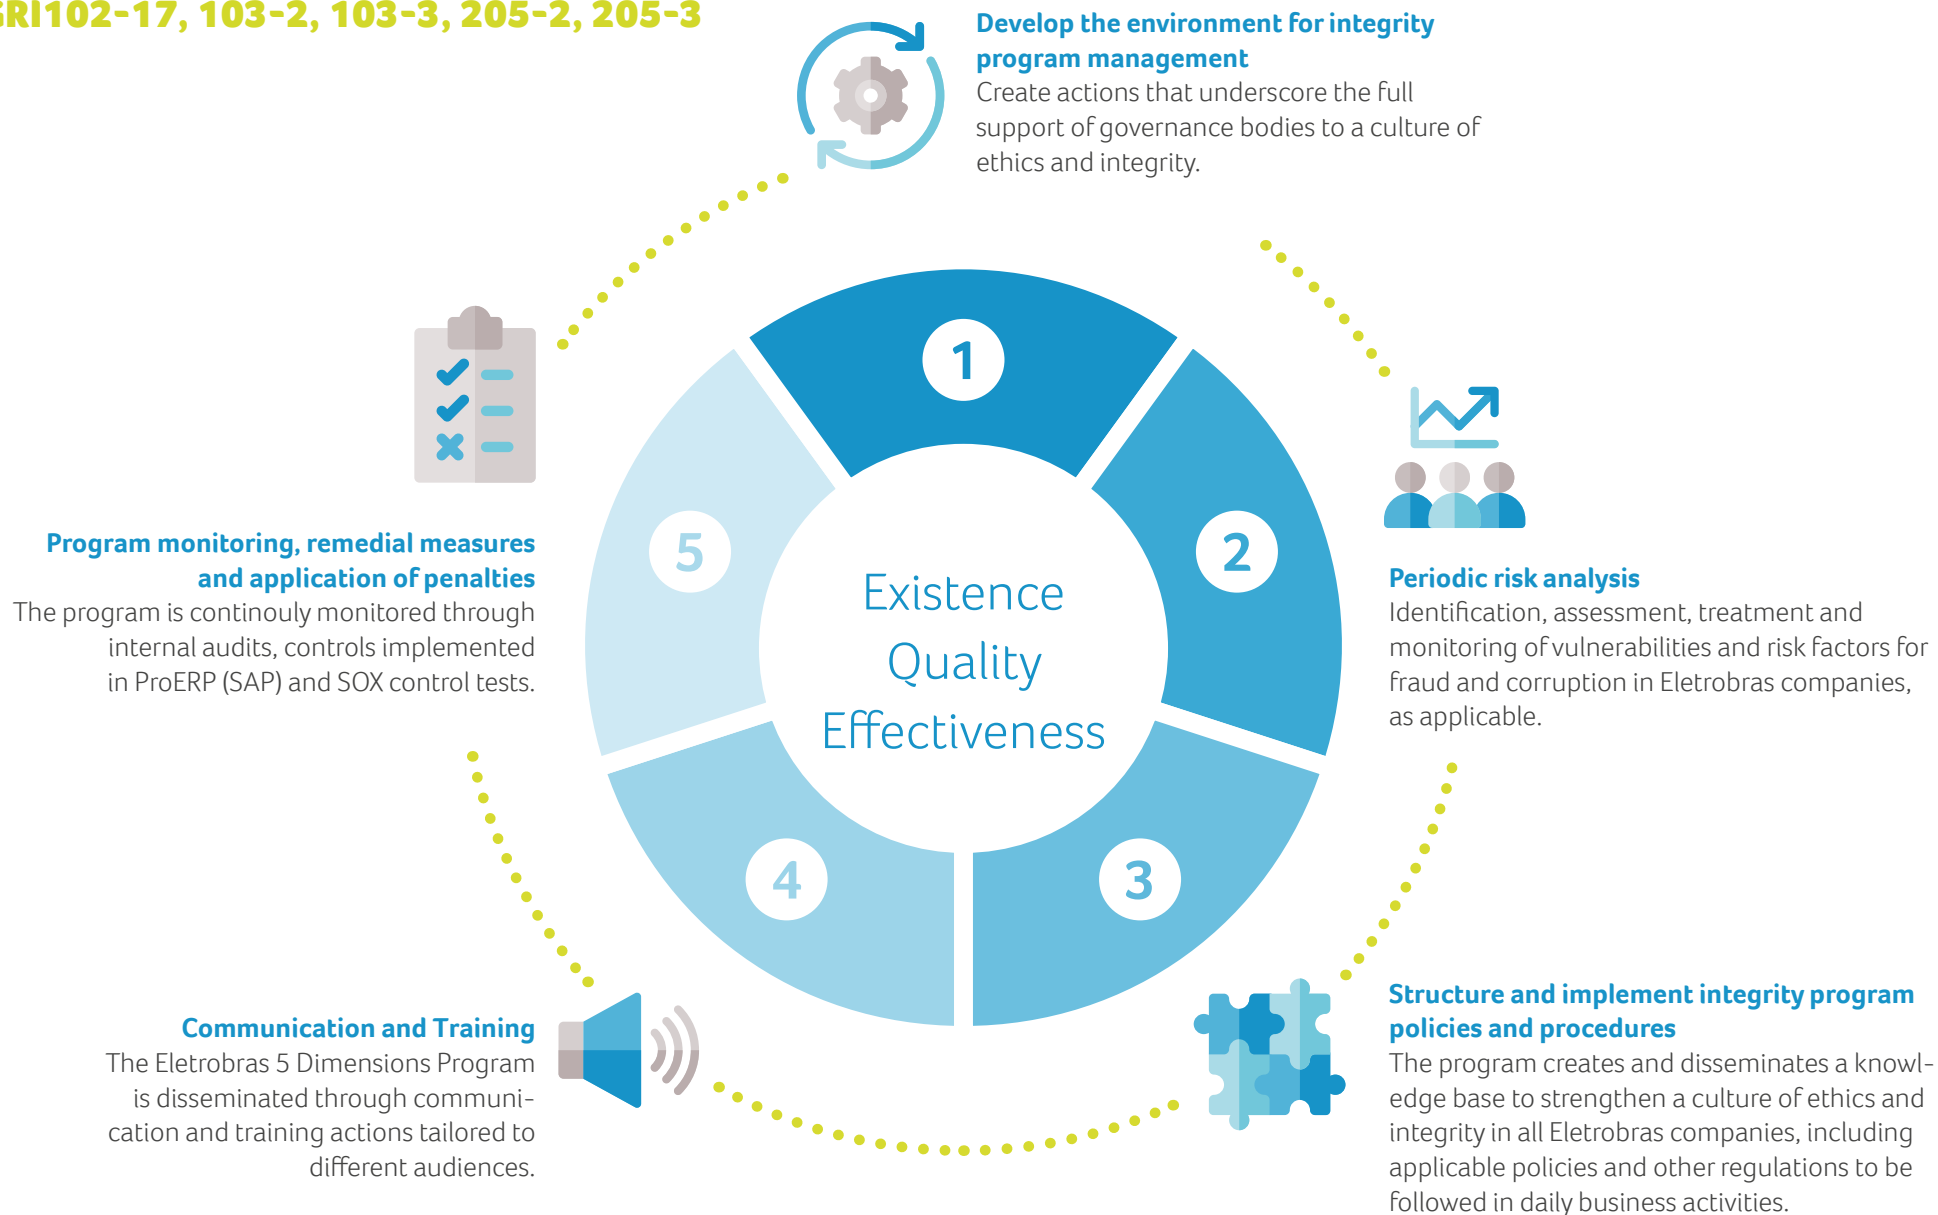 GRI102-17, 103-2, 103-3, 205-2, 205-3
Develop the environment for integrity
program management
Create actions that underscore the full
support of governance bodies to a culture of
ethics and integrity.
1
2
3
4
5
Existence
Quality
Effectiveness
Periodic risk analysis
Identification, assessment, treatment and
monitoring of vulnerabilities and risk factors for
fraud and corruption in Eletrobras companies,
as applicable.
Structure and implement integrity program
policies and procedures
The program creates and disseminates a knowl-
edge base to strengthen a culture of ethics and
integrity in all Eletrobras companies, including
applicable policies and other regulations to be
followed in daily business activities.
Communication and Training
The Eletrobras 5 Dimensions Program
is disseminated through communi-
cation and training actions tailored to
different audiences.
Program monitoring, remedial measures
and application of penalties
The program is continouly monitored through
internal audits, controls implemented
in ProERP (SAP) and SOX control tests.